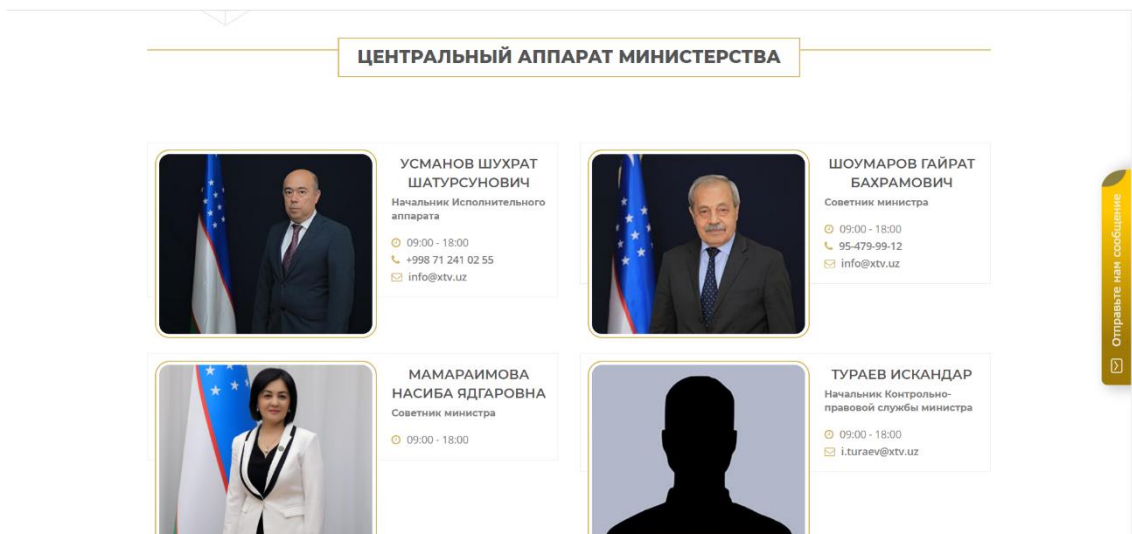 ЦЕНТРАЛЬНЫЙ АППАРАТ МИНИСТЕРСТВА
УСМАНОВ ШУХРАТ
ШАТУРСУНОВИЧ
Начальник Исполнительного
аппарата
09:00 - 18:00
+998 71 241 02 55
info@xtv.uz
ШОУМАРОВ ГАЙРАТ
БАХРАМОВИЧ
Советник министра
09:00 - 18:00
95-479-99-12
info@xtv.uz
МАМАРАИМОВА
НАСИБА ЯДГАРОВНА
Советник министра
09:00 - 18:00
ТУРАЕВ ИСКАНДАР
Начальник Контрольно-
правовой службы министра
09:00 - 18:00
i.turaev@xtv.uz
Отправьте нам сообщение